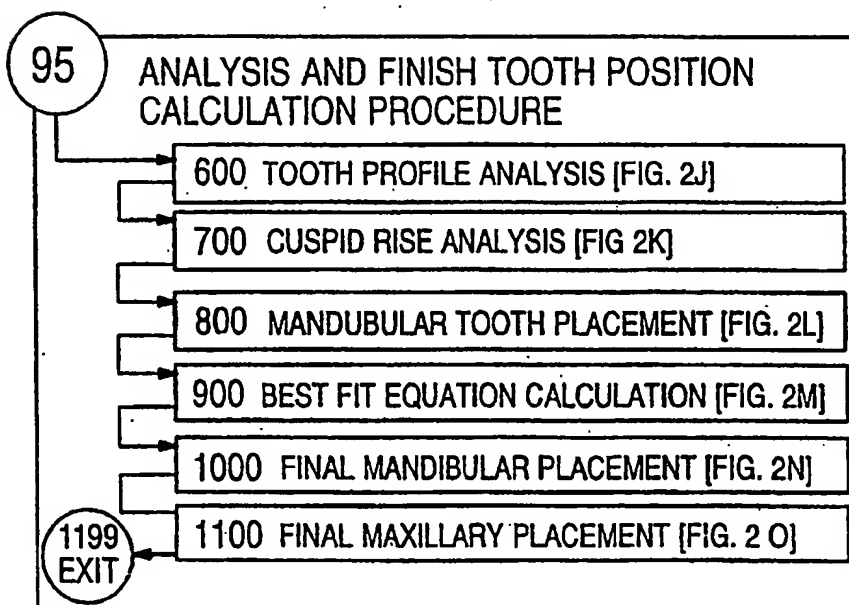 95
ANALYSIS AND FINISH TOOTH POSITION
CALCULATION PROCEDURE
600 TOOTH PROFILE ANALYSIS [FIG. 2J]
700 CUSPID RISE ANALYSIS [FIG 2K]
800 MANDUBULAR TOOTH PLACEMENT [FIG. 2L]
900 BEST FIT EQUATION CALCULATION [FIG. 2M]
1000 FINAL MANDIBULAR PLACEMENT [FIG. 2N]
1100 FINAL MAXILLARY PLACEMENT [FIG. 2 O]
1199
EXIT